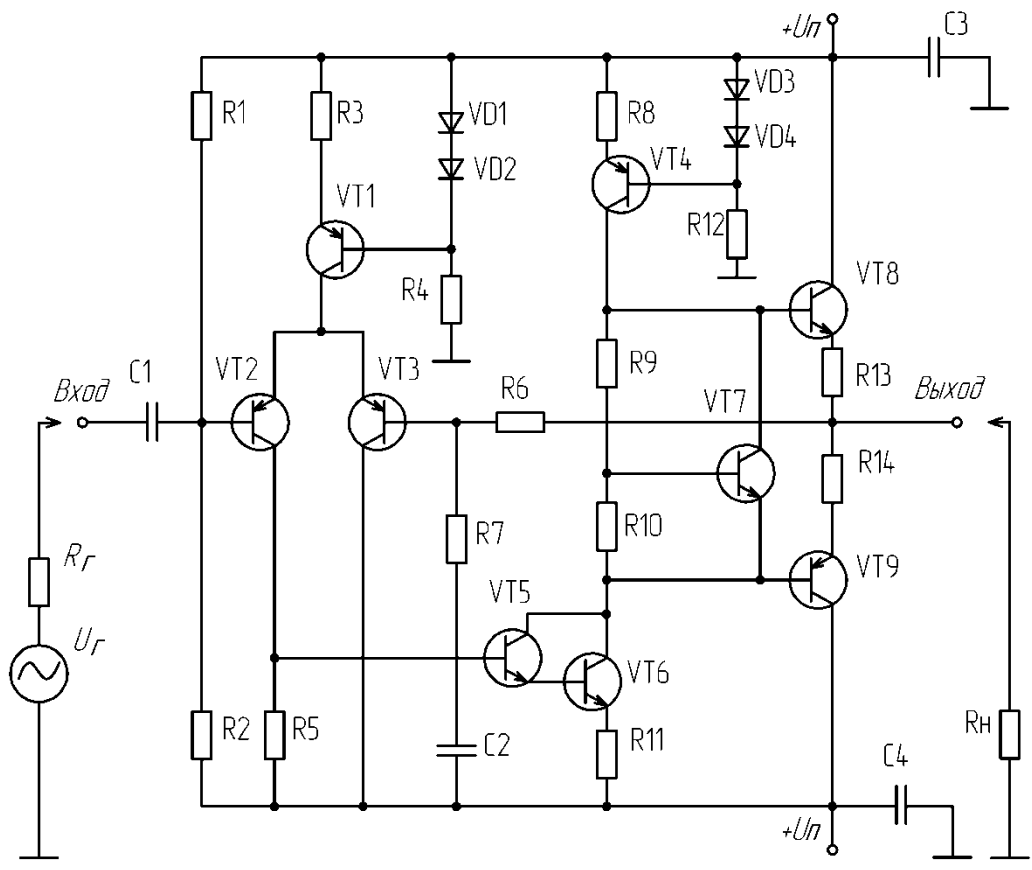 +Uп
C3
R1
R3
VD1
VD2
R8
VD3
VD4
VT4
VT1
R12
R4
VT8
R9
R13
C1
VT2
VT3
R6
Вход
Выход
VT7
R14
R7
R10
Rг
VT9
VT5
Uг
VT6
R2
R5
C2
R11
Rн
C4
+Uп